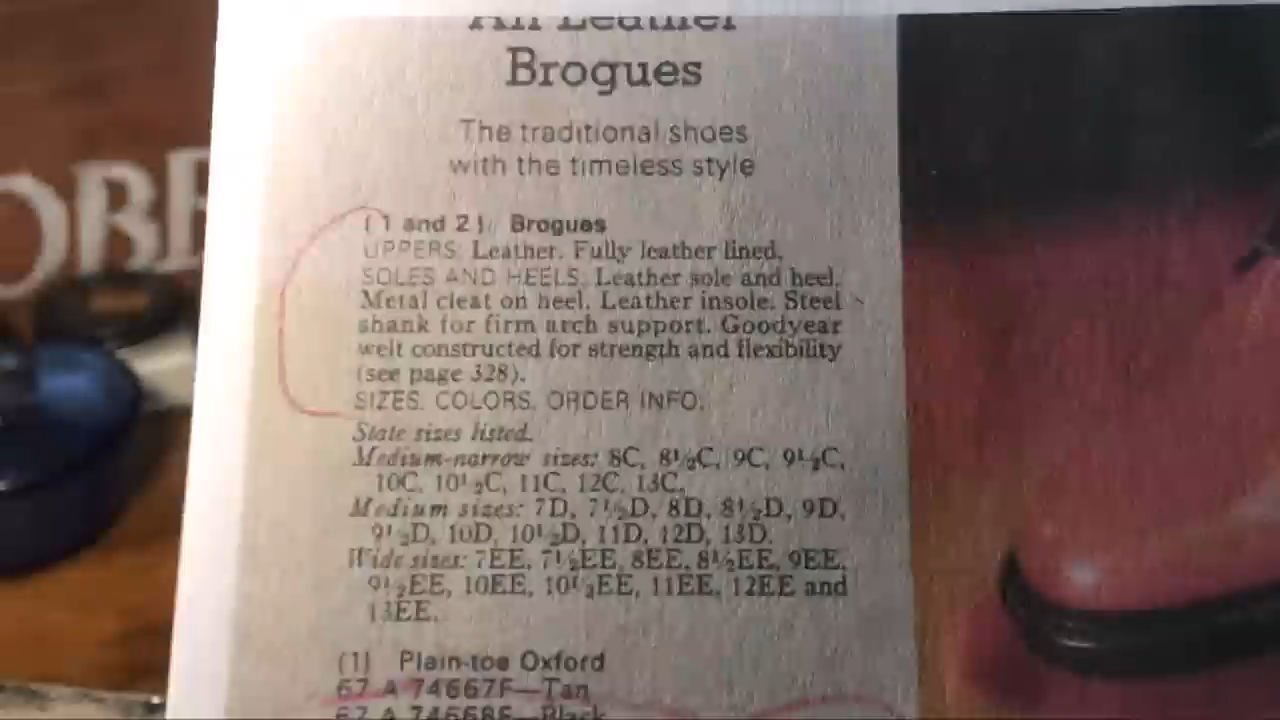 All Leather
Brogues
The traditional shoes
with the timeless style
(1 and 2). Brogues
UPPERS: Leather. Fully leather lined.
SOLES AND HEELS: Leather sole and heel.
Metal cleat on heel. Leather insole. Steel
shank for firm arch support. Goodyear
welt constructed for strength and flexibility
(see page 328).
SIZES, COLORS, ORDER INFO.
State sizes listed.
Medium-narrow sizes: 8C, 8½C, 9C, 9½C,
10C, 10½C, 11C, 12C, 13C.
Medium sizes: 7D, 7½D, 8D, 8½D, 9D,
9½D, 10D, 10½D, 11D, 12D, 13D.
Wide sizes: 7EE, 7½EE, 8EE, 8½EE, 9EE,
9½EE, 10EE, 10½EE, 11EE, 12EE and
13EE.
(1) Plain-toe Oxford
67 A 74667F—Tan
67 A 74668F—Black
OBE